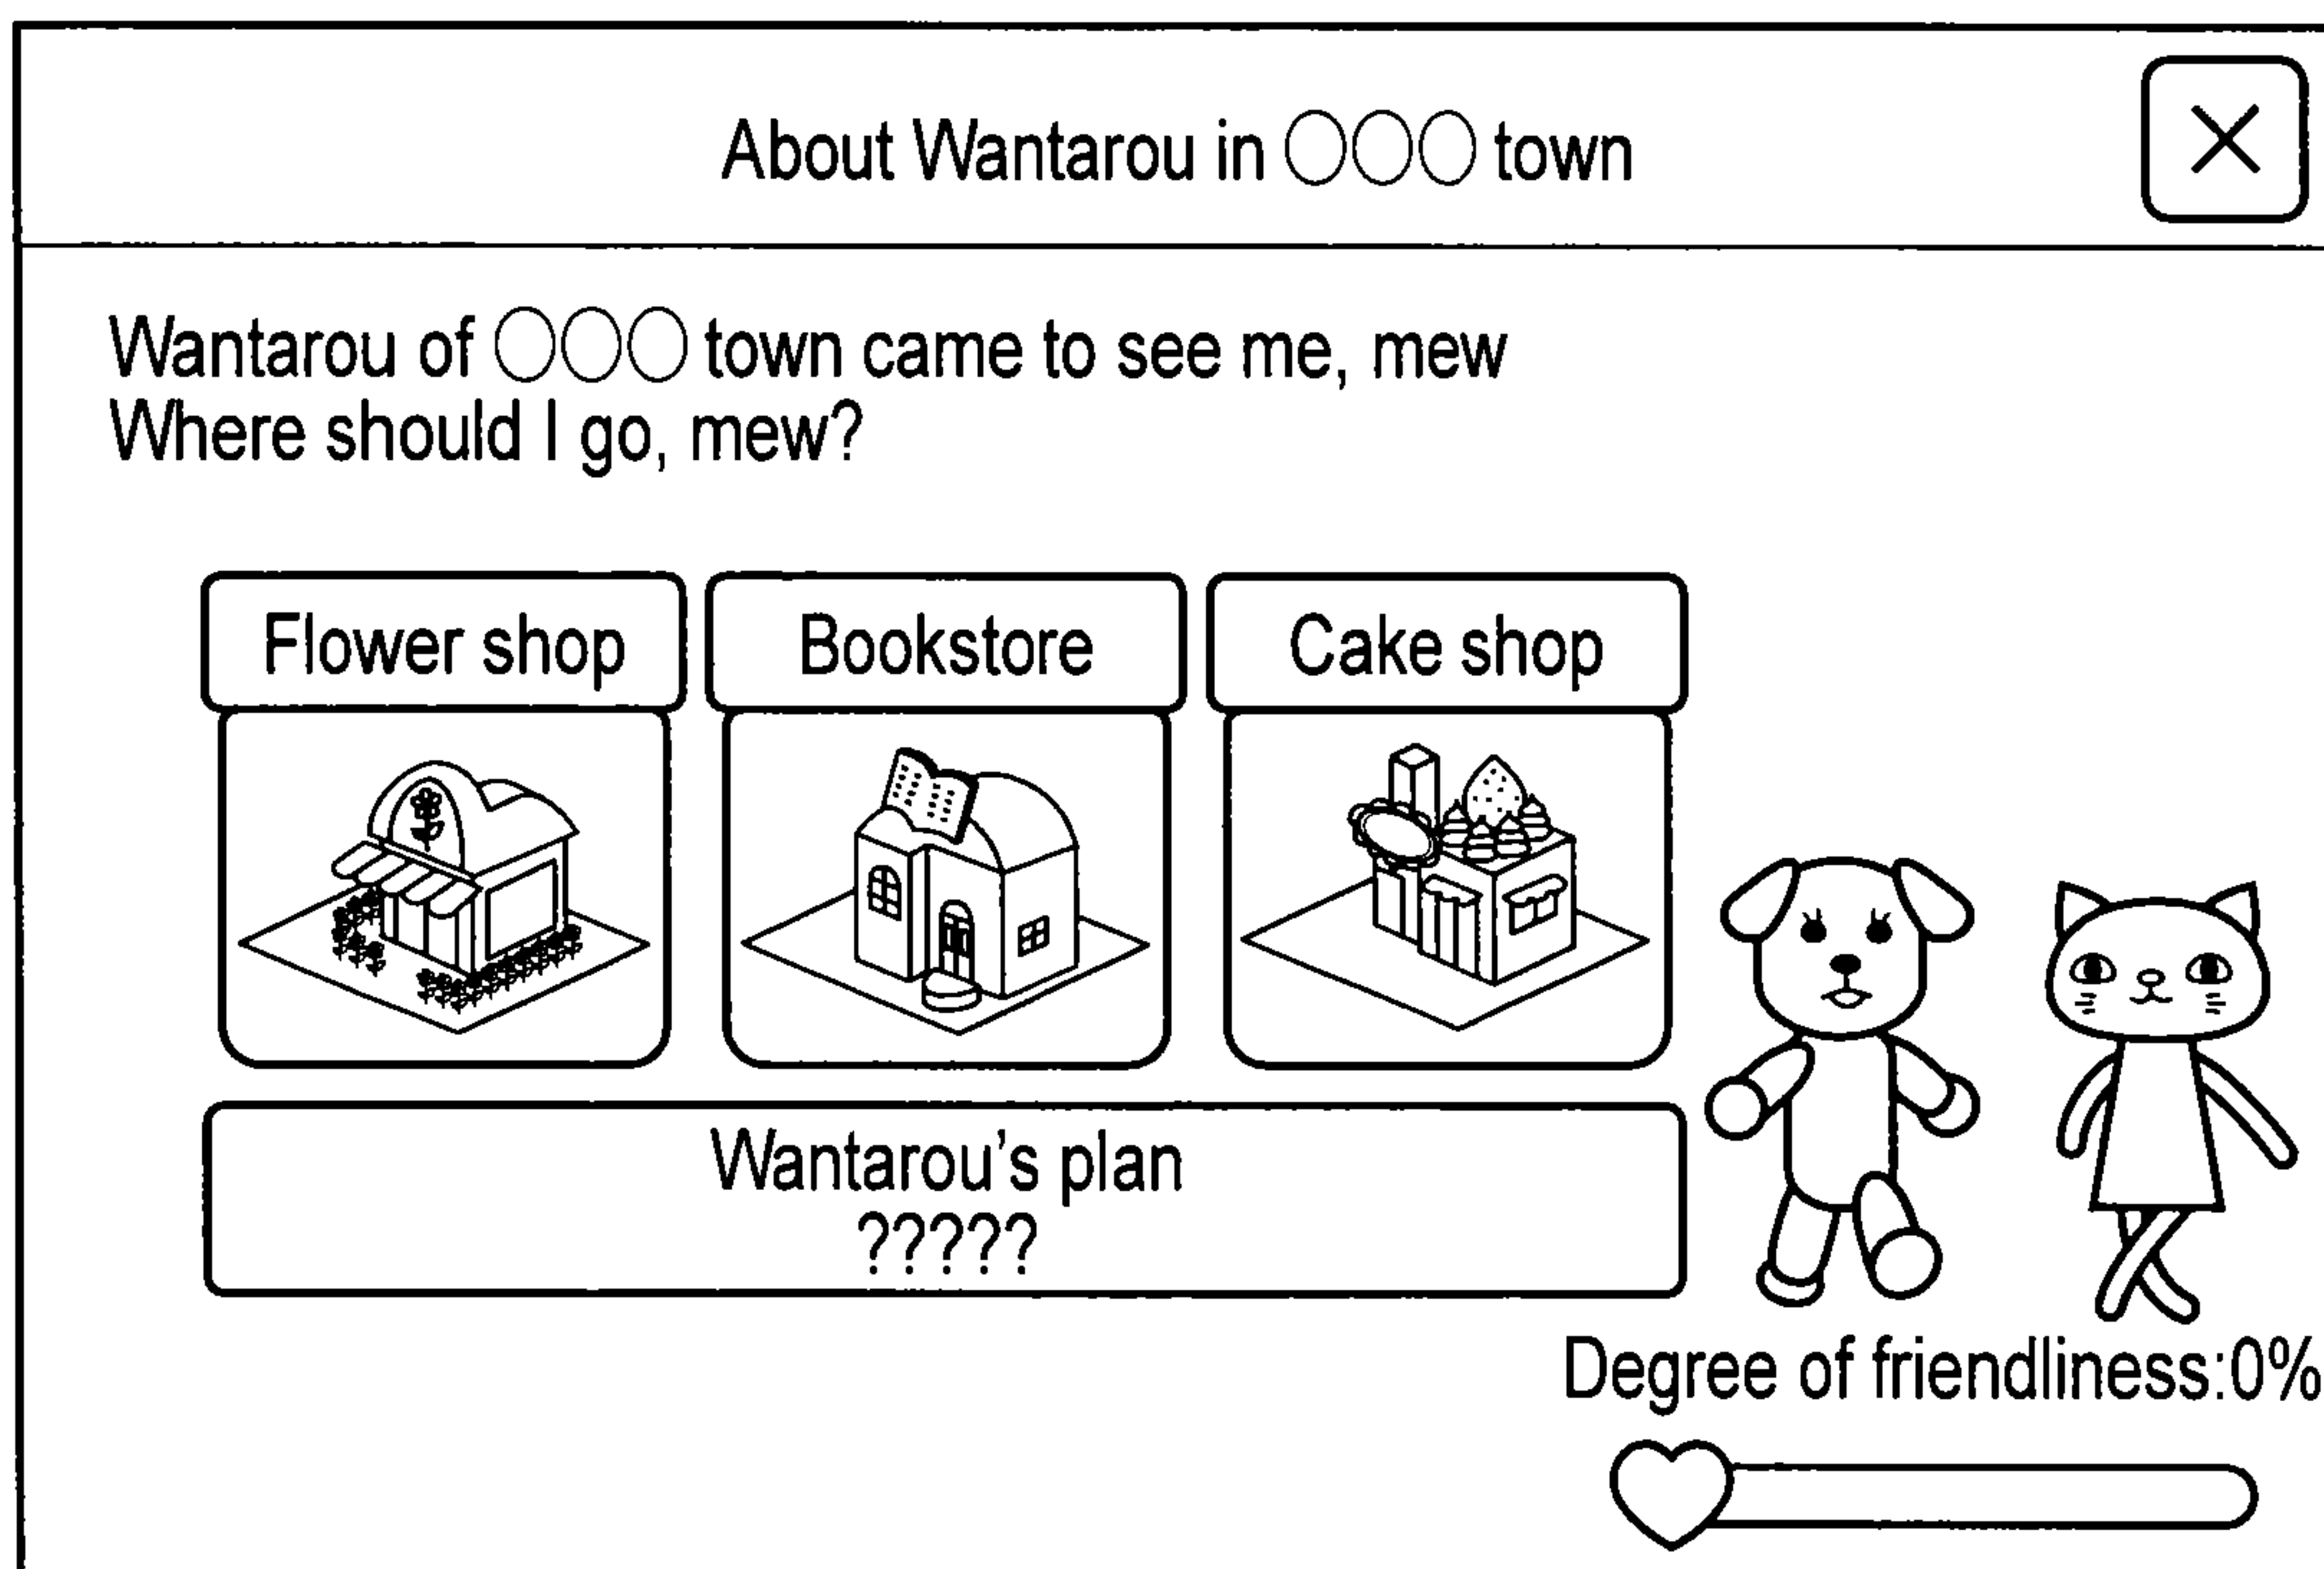 About Wantarou in ○○○ town
Wantarou of ○○○ town came to see me, mew
Where should I go, mew?
Flower shop
Bookstore
Cake shop
Wantarou's plan
?????
Degree of friendliness:0%